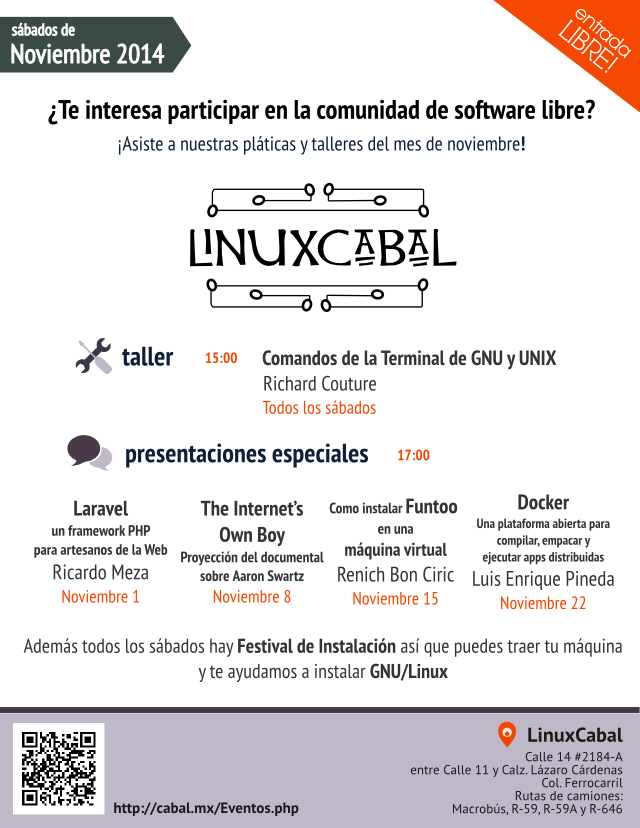 sábados de
Noviembre 2014
entrada
LIBRE!
¿Te interesa participar en la comunidad de software libre?
¡Asiste a nuestras pláticas y talleres del mes de noviembre!
LINUXCABAL
taller 15:00 Comandos de la Terminal de GNU y UNIX
Richard Couture
Todos los sábados
presentaciones especiales 17:00
Laravel
un framework PHP
para artesanos de la Web
Ricardo Meza
Noviembre 1
The Internet's
Own Boy
Proyección del documental
sobre Aaron Swartz
Noviembre 8
Como instalar Funtoo
en una
máquina virtual
Renich Bon Ciric
Noviembre 15
Docker
Una plataforma abierta para
compilar, empacar y
ejecutar apps distribuidas
Luis Enrique Pineda
Noviembre 22
Además todos los sábados hay Festival de Instalación así que puedes traer tu máquina
y te ayudamos a instalar GNU/Linux
http://cabal.mx/Eventos.php
LinuxCabal
Calle 14 #2184-A
entre Calle 11 y Calz. Lázaro Cárdenas
Col. Ferrocarril
Rutas de camiones:
Macrobús, R-59, R-59A y R-646